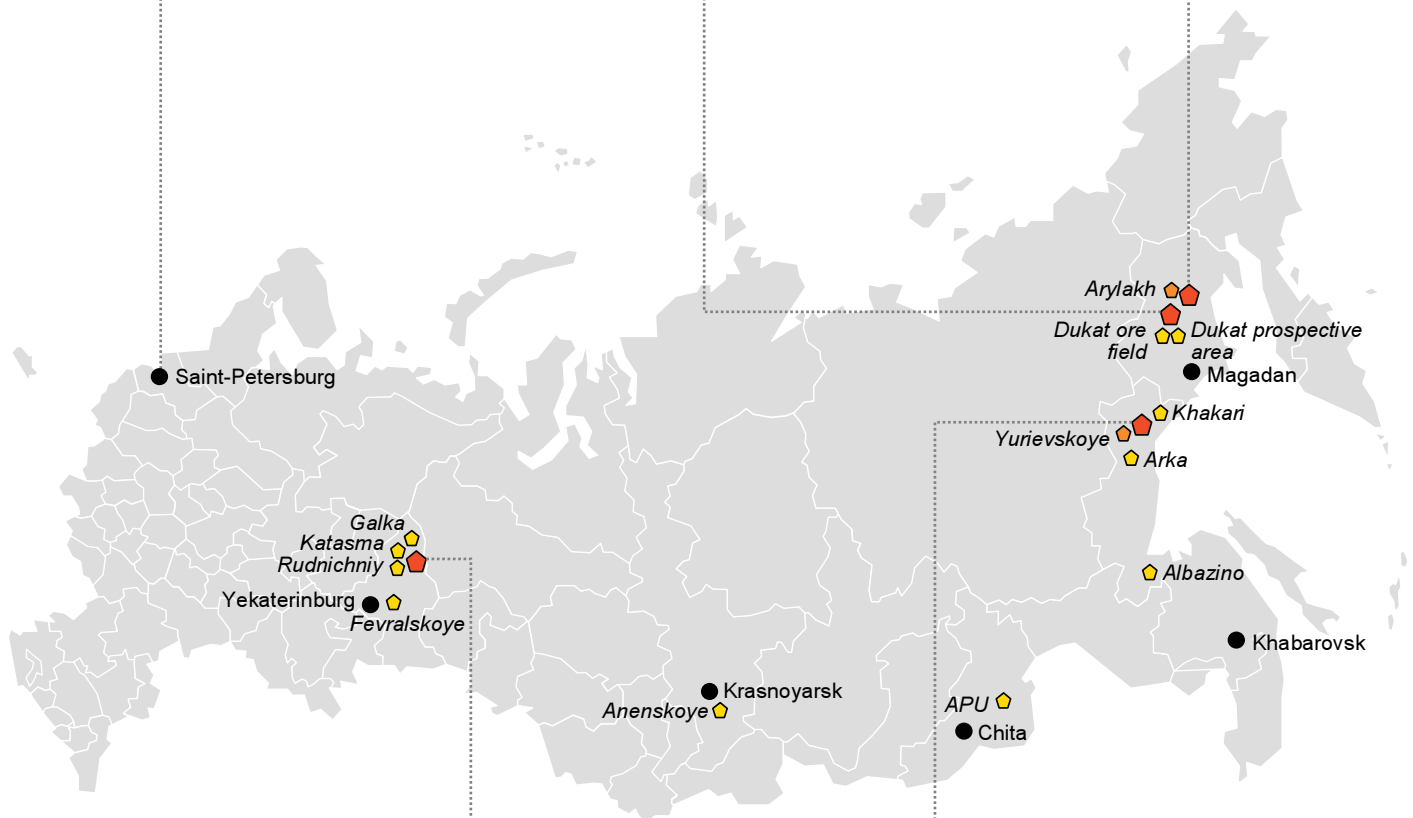 Arylakh
Dukat ore
field
Dukat prospective
area
Saint-Petersburg
Magadan
Khakari
Yurievskoye
Arka
Galka
Katasma
Rudnichniy
Albazino
Yekaterinburg
Fevralskoye
Khabarovsk
Krasnoyarsk
Anenskoye
APU
Chita